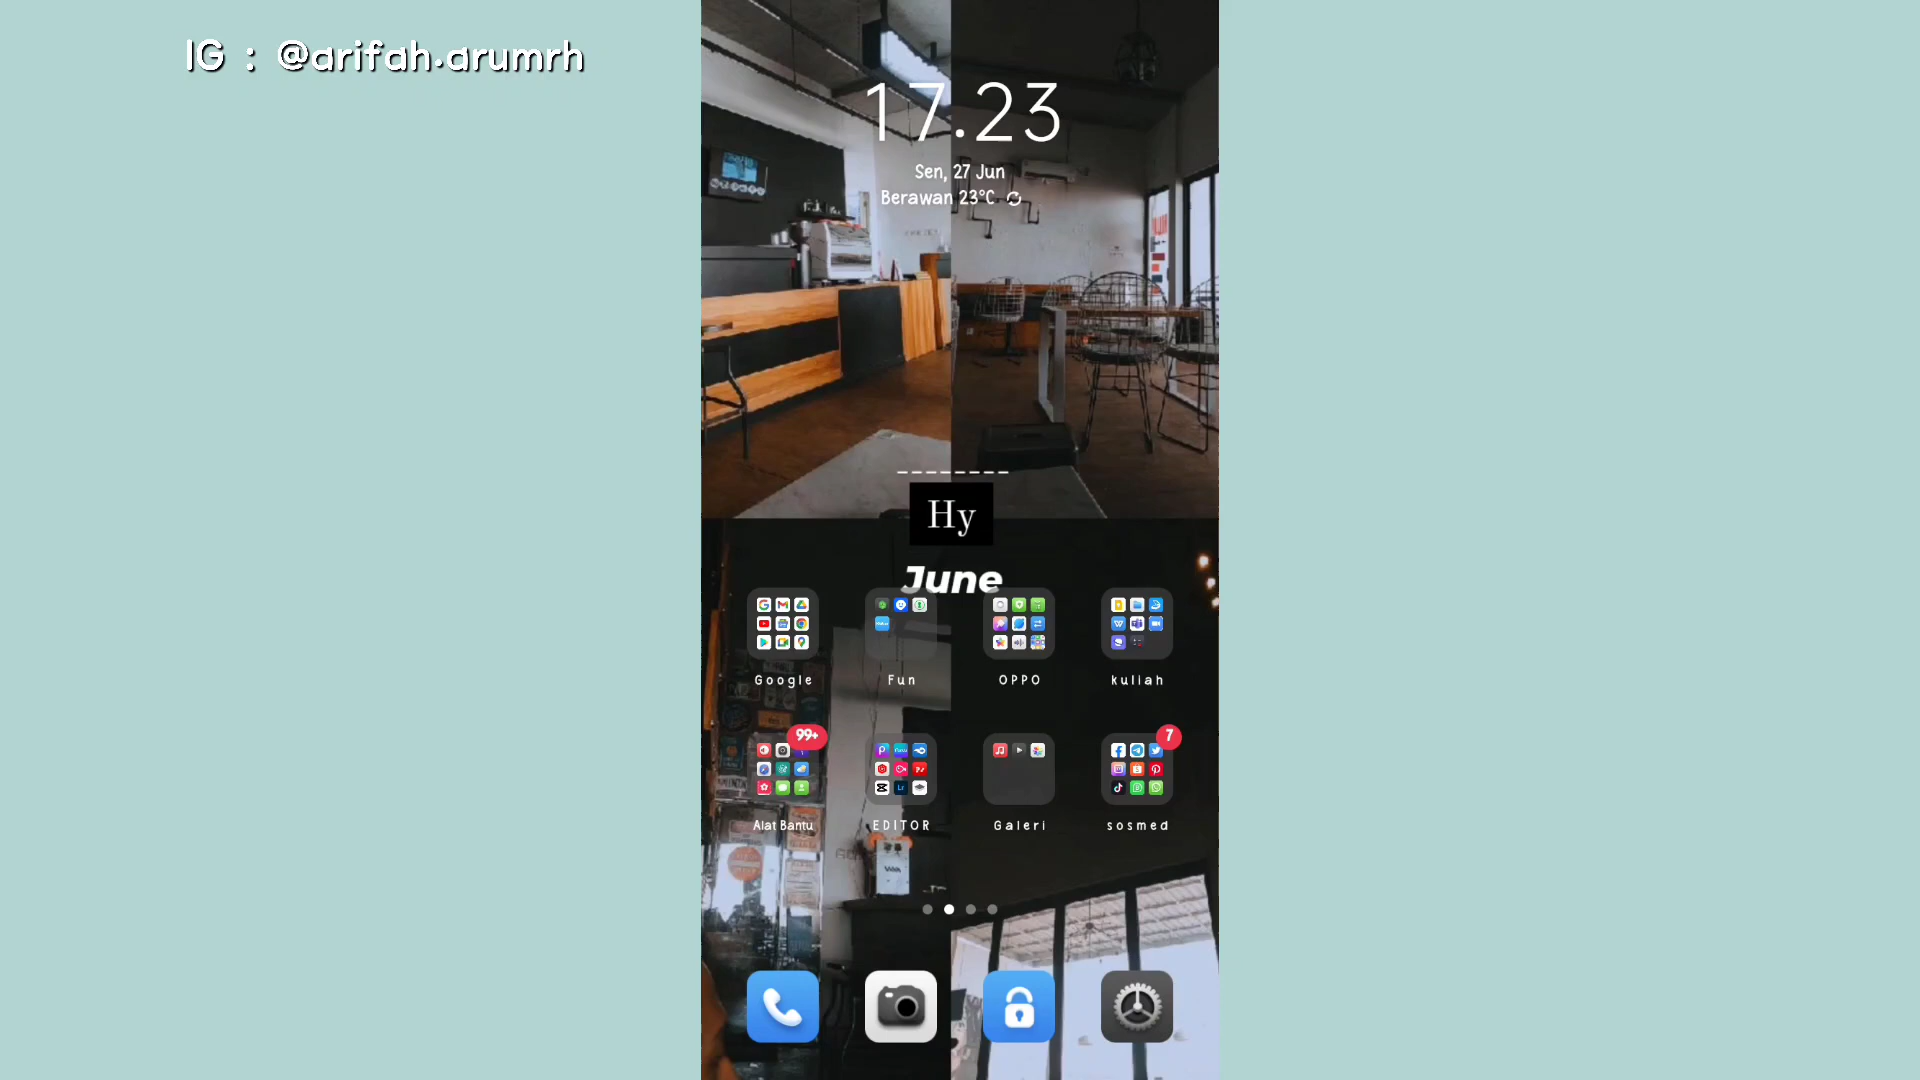 IG : @arifah.arumrh
17.23
Sen, 27 Jun
Berawan 23°C
Hy
June
Google
Fun
OPPO
kuliah
99+
7
Alat Bantu
EDITOR
Galeri
sosmed